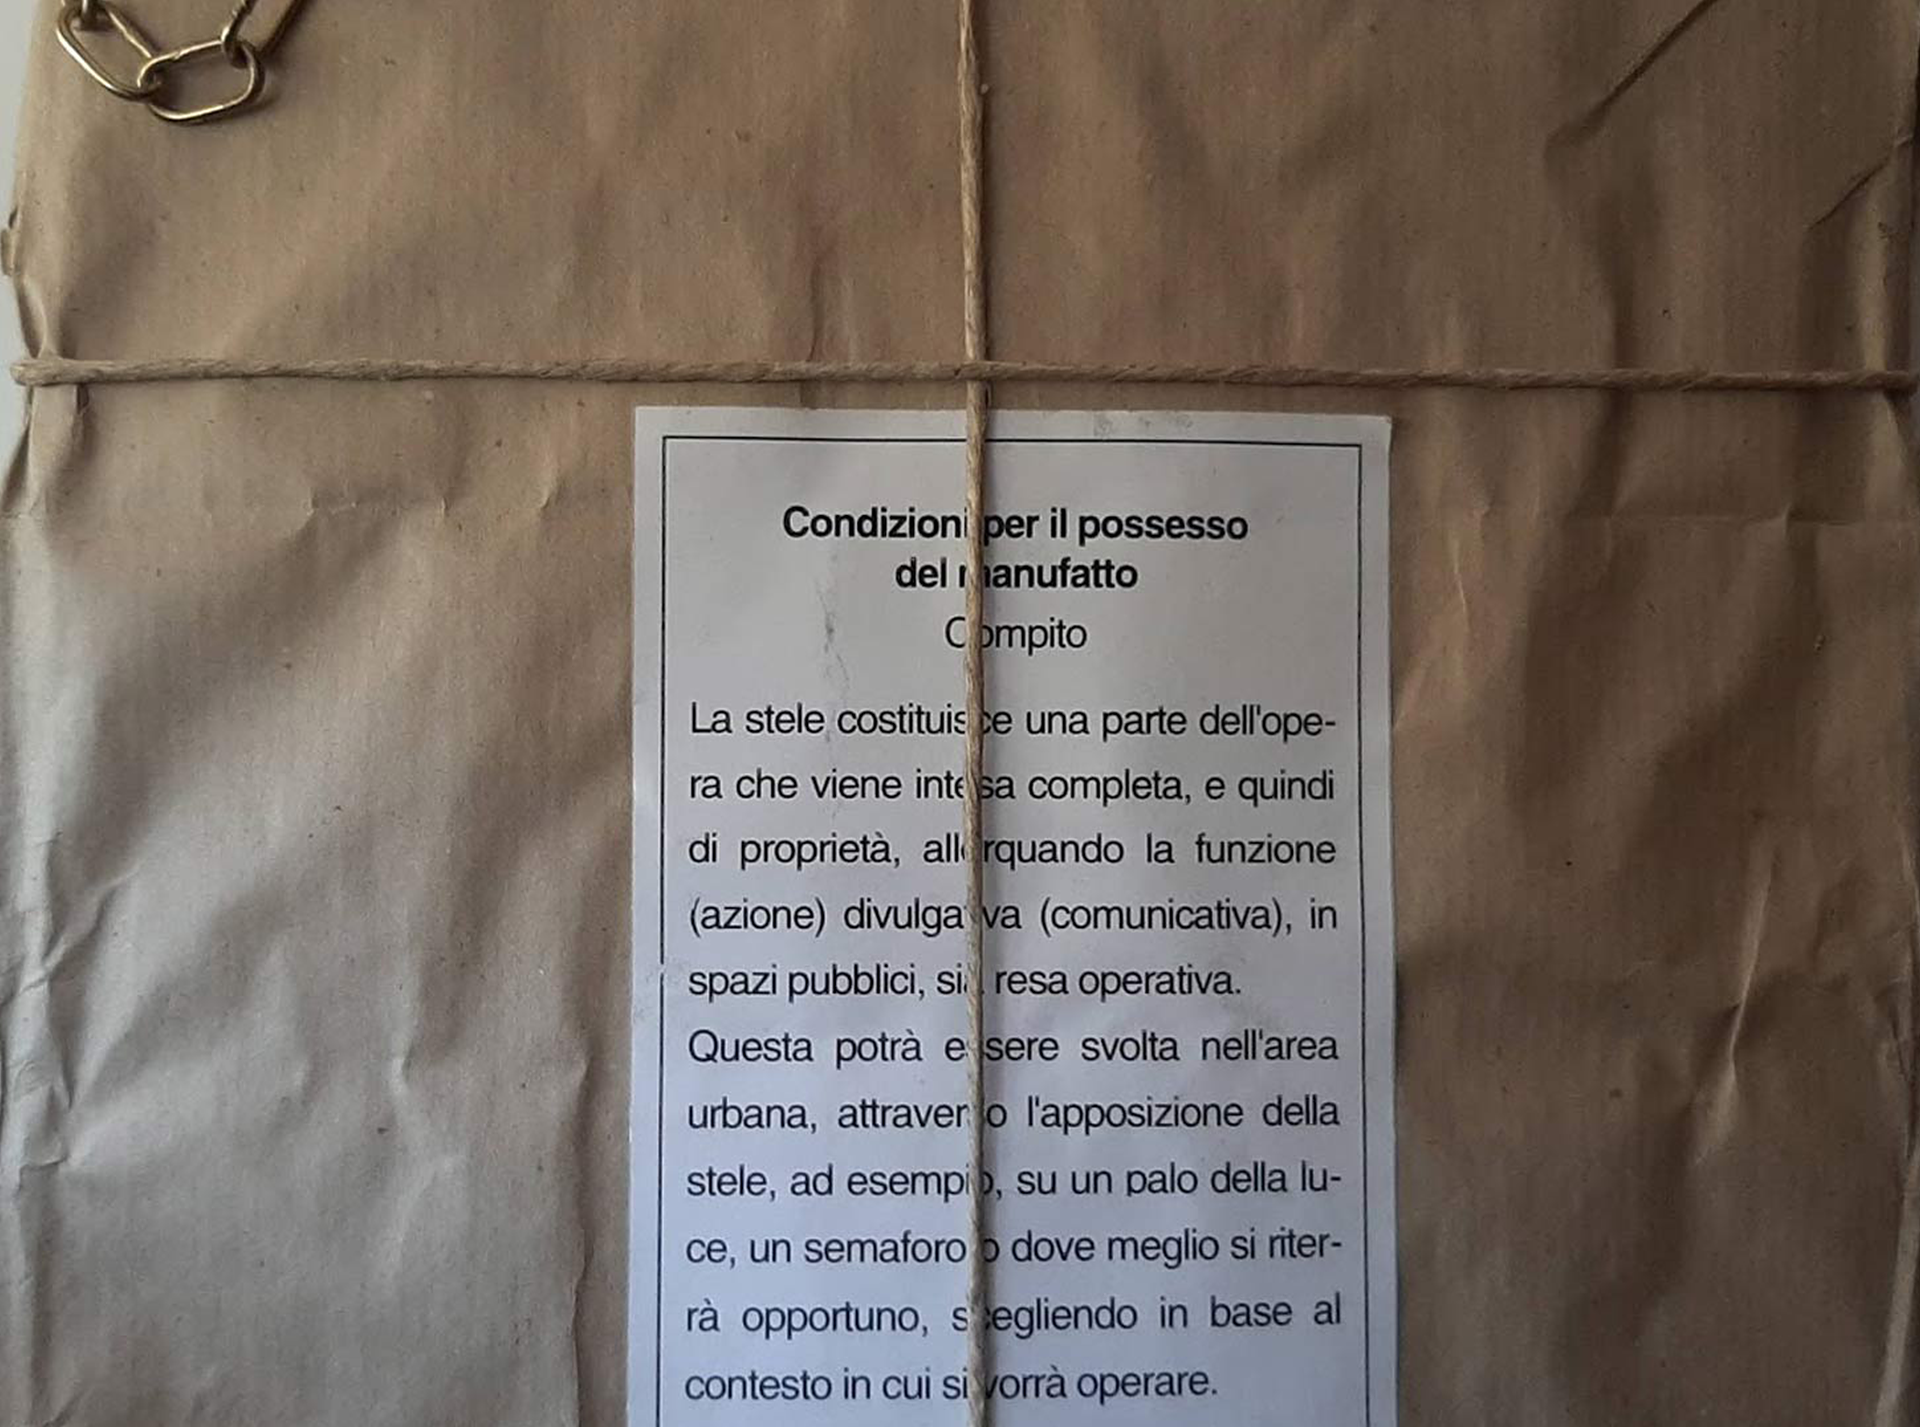 Condizioni per il possesso
del manufatto
Compito
La stele costituisce una parte dell'ope-
ra che viene intesa completa, e quindi
di proprietà, allorquando la funzione
(azione) divulgativa (comunicativa), in
spazi pubblici, sia resa operativa.
Questa potrà essere svolta nell'area
urbana, attraverso l'apposizione della
stele, ad esempio, su un palo della lu-
ce, un semaforo o dove meglio si riter-
rà opportuno, scegliendo in base al
contesto in cui si vorrà operare.